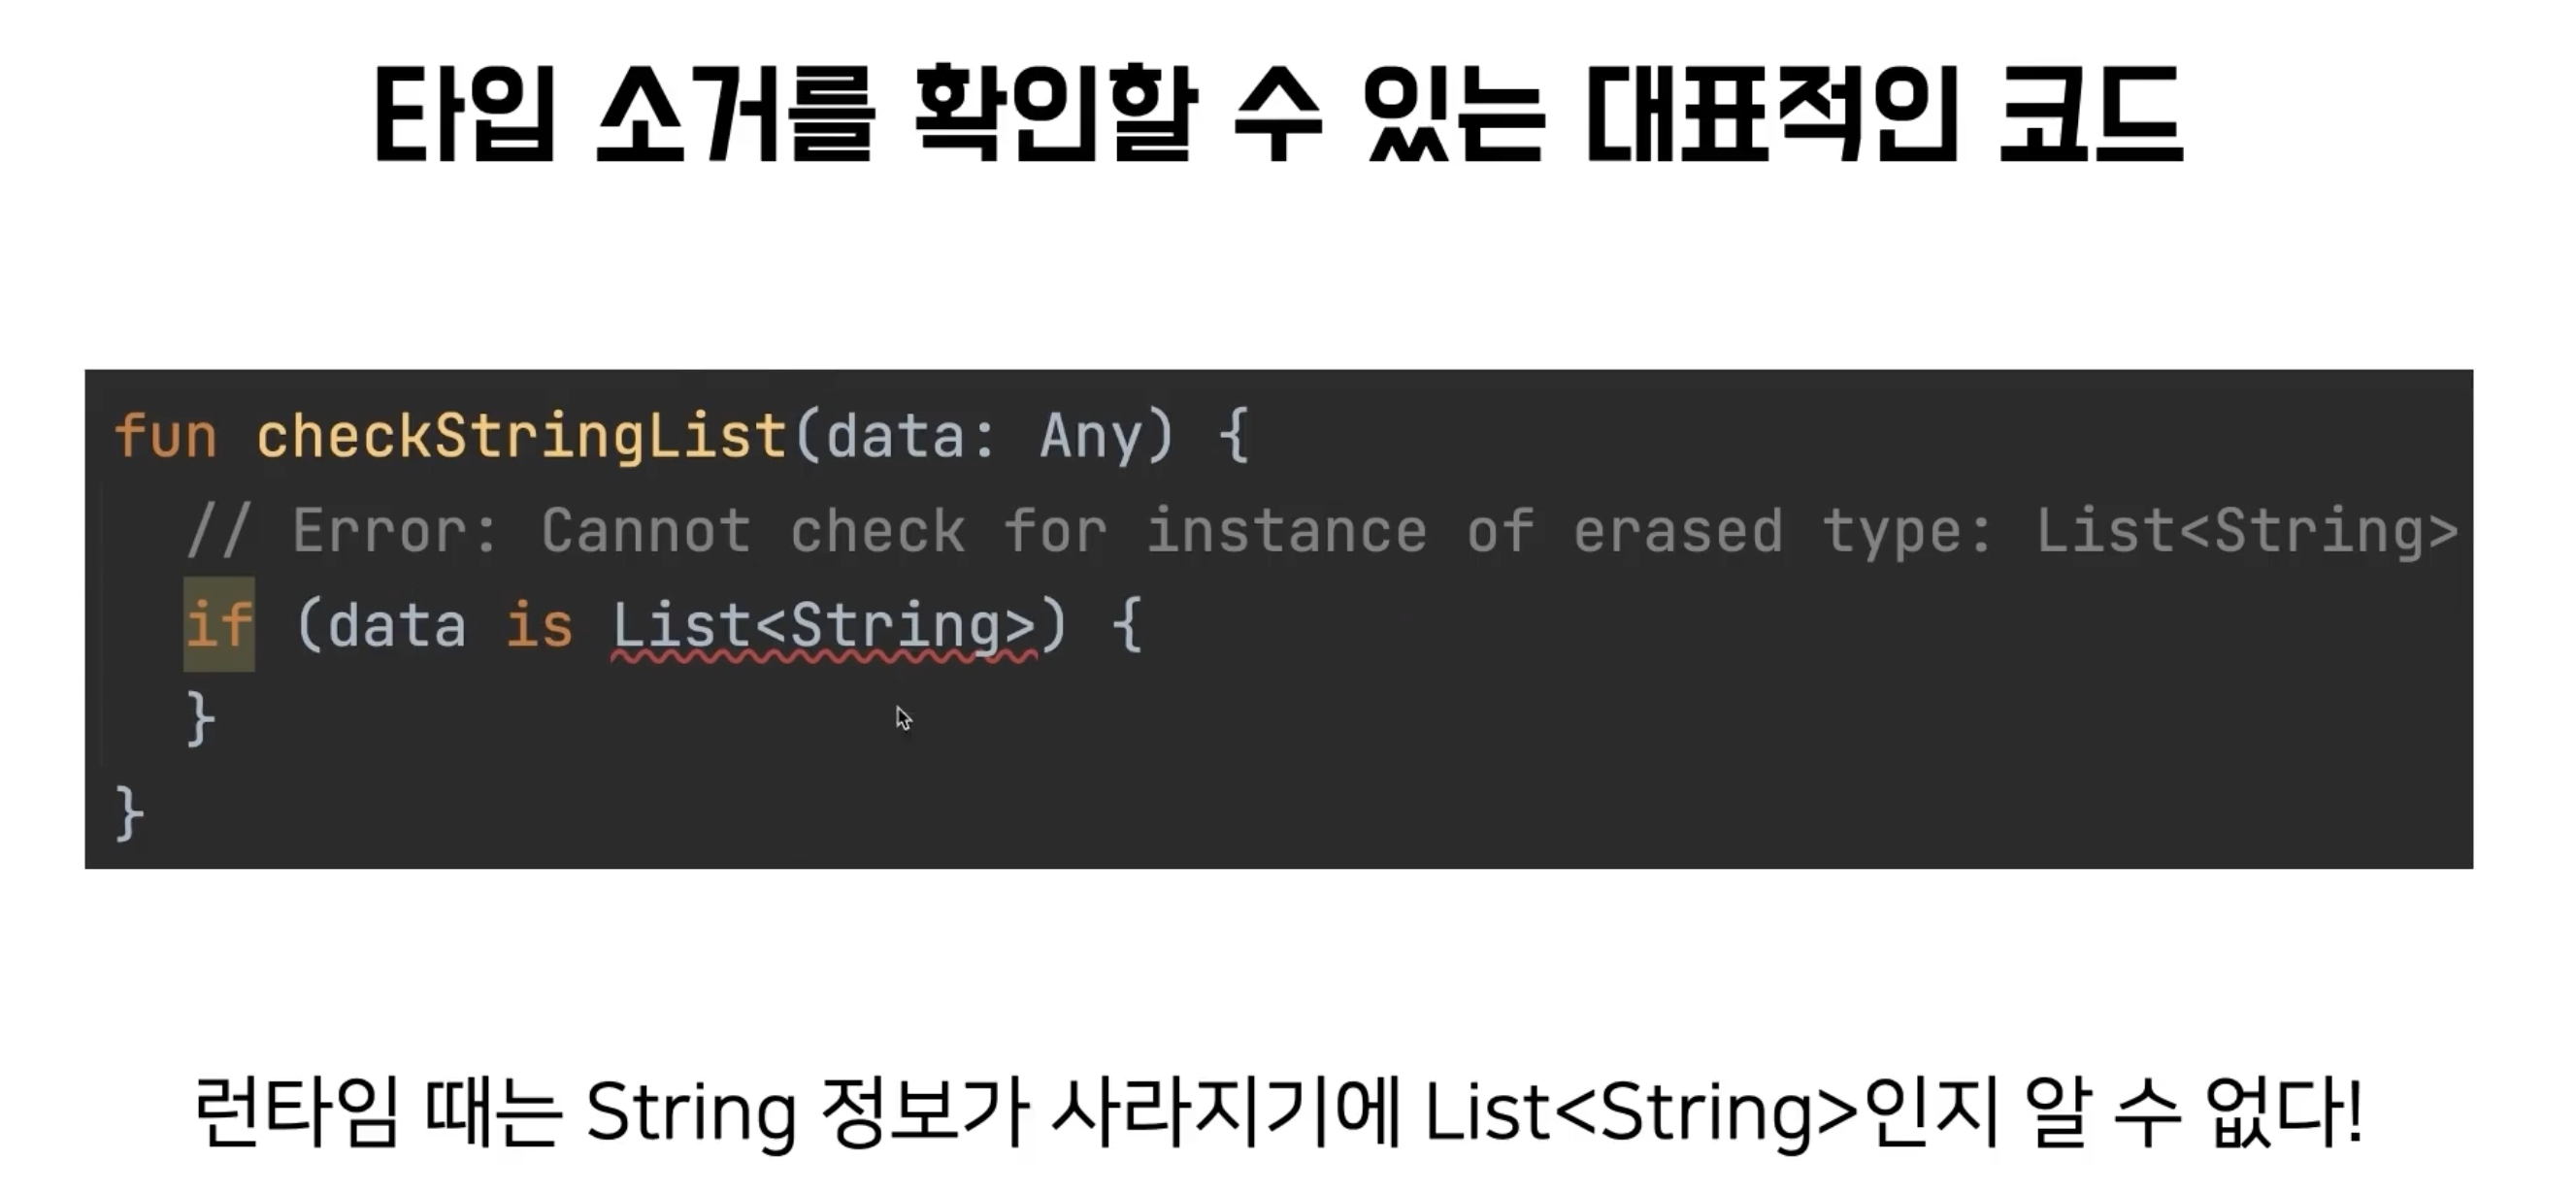 타입 소거를 확인할 수 있는 대표적인 코드
fun checkStringList(data: Any) {
// Error: Cannot check for instance of erased type: List<String>
if (data is List<String>) {
}
}
런타임 때는 String 정보가 사라지기에 List<String>인지 알 수 없다!